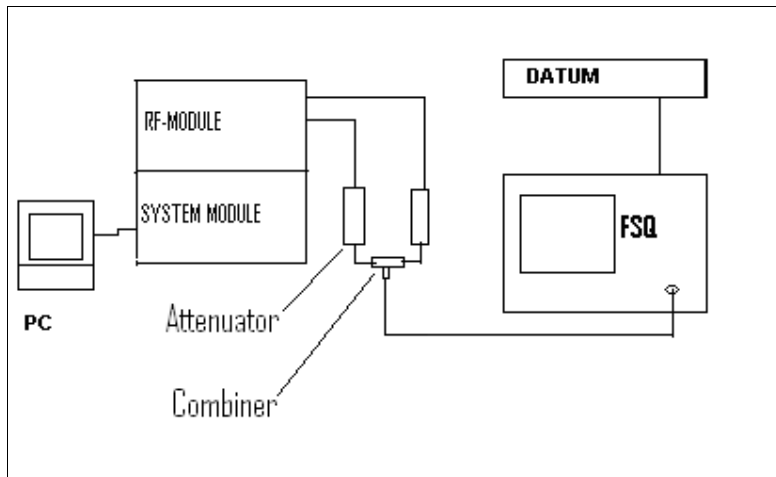 DATUM
RF-MODULE
SYSTEM MODULE
FSQ
PC
Attenuator
Combiner